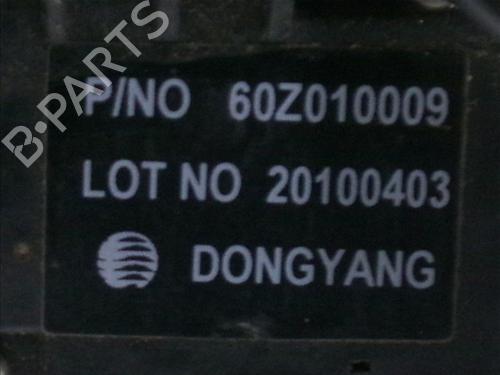 B-PARTS
P/NO 60Z010009
LOT NO 20100403
DONGYANG